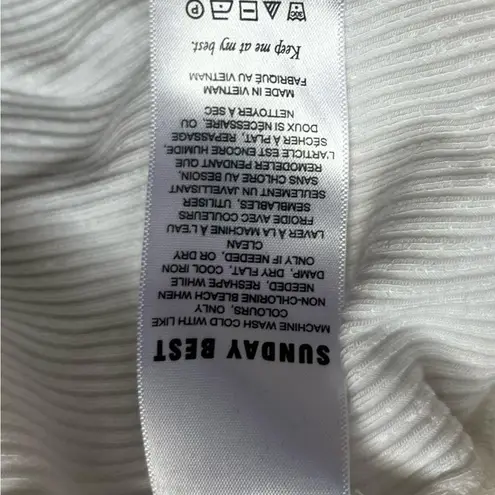 SUNDAY BEST
MACHINE WASH COLD WITH LIKE
COLOURS, ONLY
NON-CHLORINE BLEACH WHEN
NEEDED, RESHAPE WHILE
DAMP, DRY FLAT, COOL IRON
ONLY IF NEEDED, OR DRY
CLEAN
LAVER À LA MACHINE À L'EAU
FROIDE AVEC COULEURS
SEMBLABLES, UTILISER
SEULEMENT UN JAVELLISANT
SANS CHLORE AU BESOIN,
REMODELER PENDANT QUE
L'ARTICLE EST ENCORE HUMIDE,
SÉCHER À PLAT, REPASSAGE
DOUX SI NÉCESSAIRE, OU
NETTOYER À SEC
MADE IN VIETNAM
FABRIQUÉ AU VIETNAM
Keep me at my best.
P